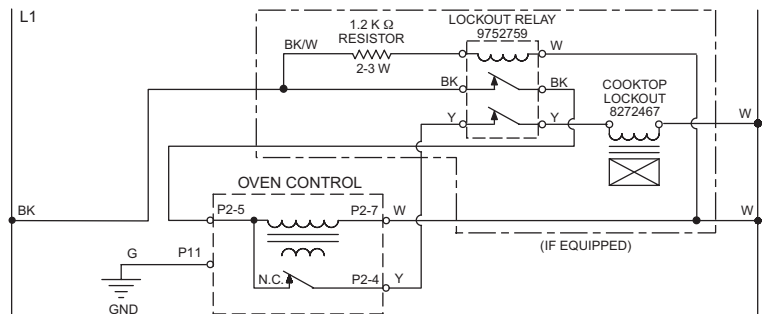 L1
1.2 K Ω
RESISTOR
2-3 W
BK/W
LOCKOUT RELAY
9752759
W
BK
BK
COOKTOP
LOCKOUT
8272467
Y
Y
W
OVEN CONTROL
BK
P2-5
P2-7
W
W
(IF EQUIPPED)
G
P11
N.C.
P2-4
Y
GND